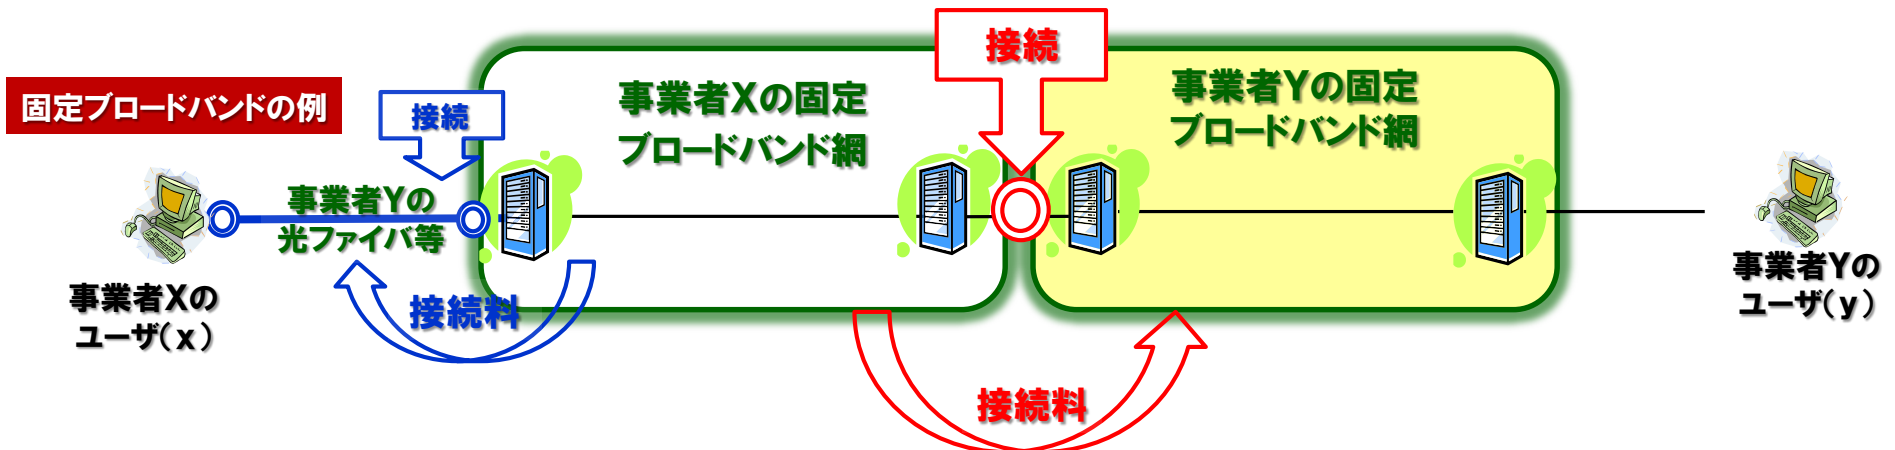 固定ブロードバンドの例
接続
接続
事業者Xの固定
ブロードバンド網
事業者Yの固定
ブロードバンド網
事業者Yの
光ファイバ等
事業者Xの
ユーザ(x)
接続料
接続料
事業者Yの
ユーザ(y)